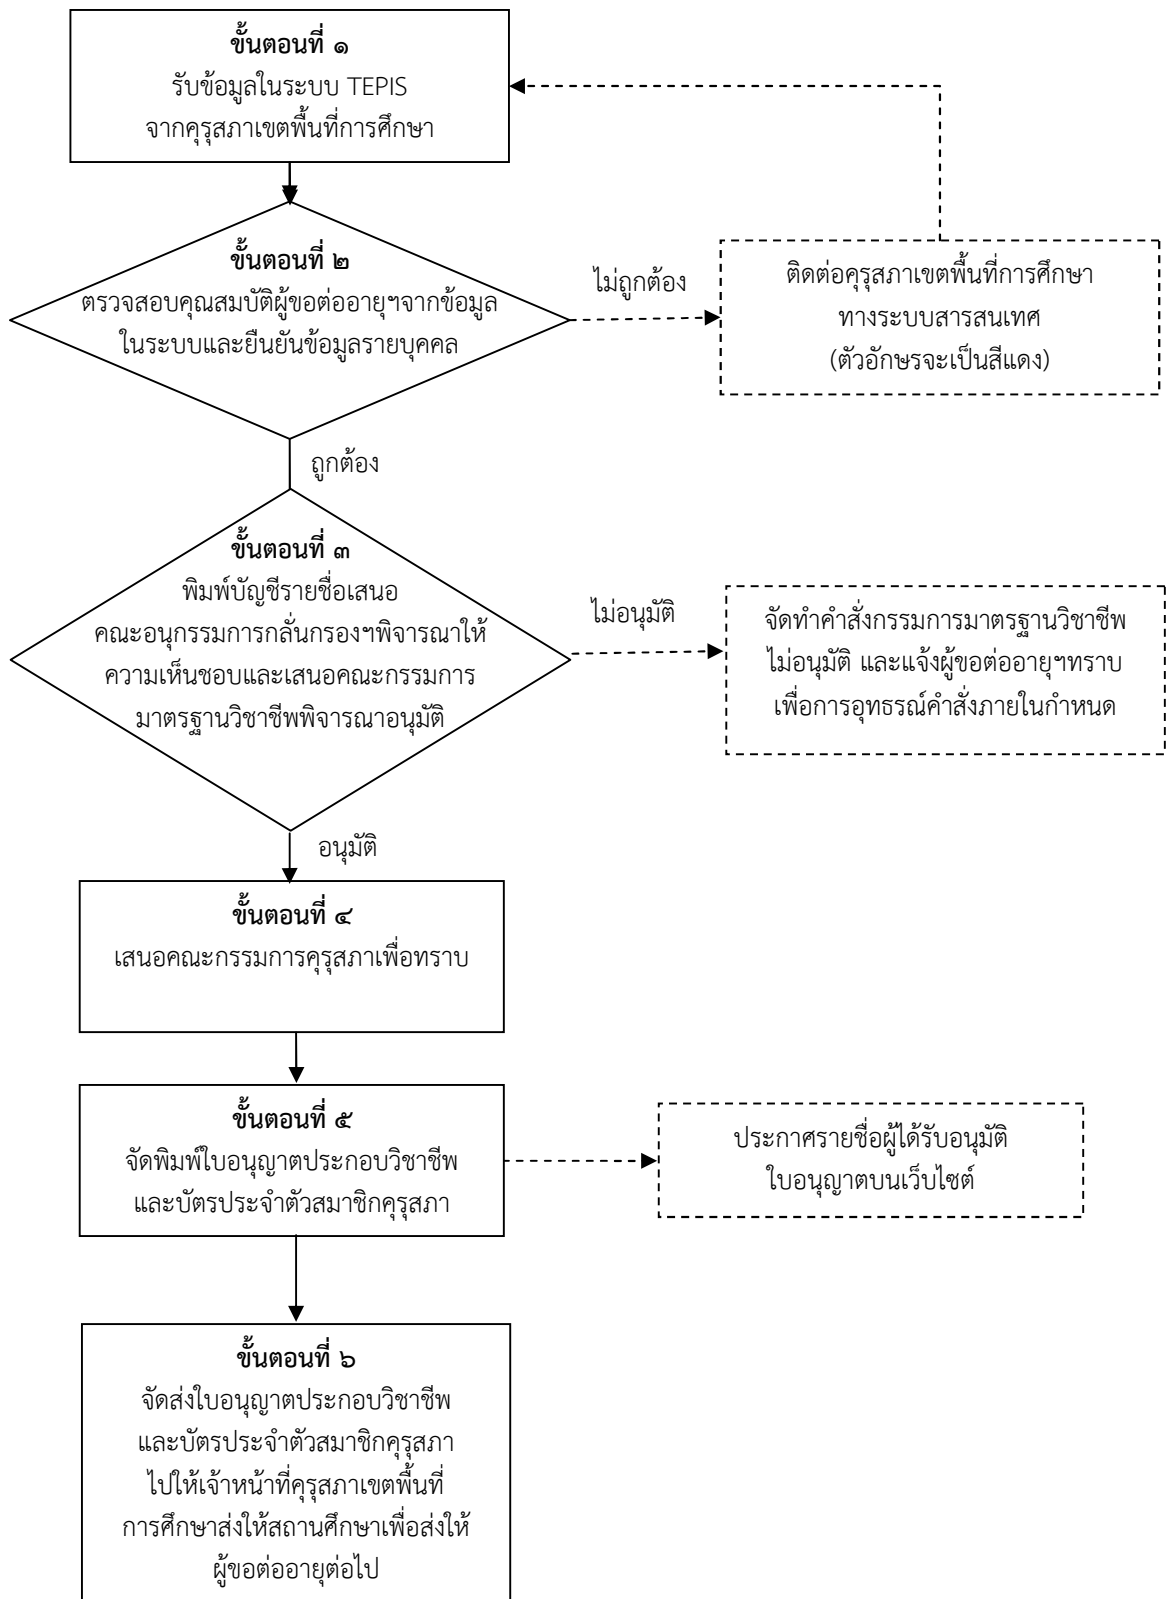 ขั้นตอนที่ ๑
รับข้อมูลในระบบ TEPIS
จากคุรุสภาเขตพื้นที่การศึกษา
ขั้นตอนที่ ๒
ตรวจสอบคุณสมบัติผู้ขอต่ออายุฯจากข้อมูล
ในระบบและยืนยันข้อมูลรายบุคคล
ไม่ถูกต้อง
ติดต่อคุรุสภาเขตพื้นที่การศึกษา
ทางระบบสารสนเทศ
(ตัวอักษรจะเป็นสีแดง)
ถูกต้อง
ขั้นตอนที่ ๓
พิมพ์บัญชีรายชื่อเสนอ
คณะอนุกรรมการกลั่นกรองฯพิจารณาให้
ความเห็นชอบและเสนอคณะกรรมการ
มาตรฐานวิชาชีพพิจารณาอนุมัติ
ไม่อนุมัติ
จัดทำคำสั่งกรรมการมาตรฐานวิชาชีพ
ไม่อนุมัติ และแจ้งผู้ขอต่ออายุฯทราบ
เพื่อการอุทธรณ์คำสั่งภายในกำหนด
อนุมัติ
ขั้นตอนที่ ๔
เสนอคณะกรรมการคุรุสภาเพื่อทราบ
ขั้นตอนที่ ๕
จัดพิมพ์ใบอนุญาตประกอบวิชาชีพ
และบัตรประจำตัวสมาชิกคุรุสภา
ประกาศรายชื่อผู้ได้รับอนุมัติ
ใบอนุญาตบนเว็บไซต์
ขั้นตอนที่ ๖
จัดส่งใบอนุญาตประกอบวิชาชีพ
และบัตรประจำตัวสมาชิกคุรุสภา
ไปให้เจ้าหน้าที่คุรุสภาเขตพื้นที่
การศึกษาส่งให้สถานศึกษาเพื่อส่งให้
ผู้ขอต่ออายุต่อไป